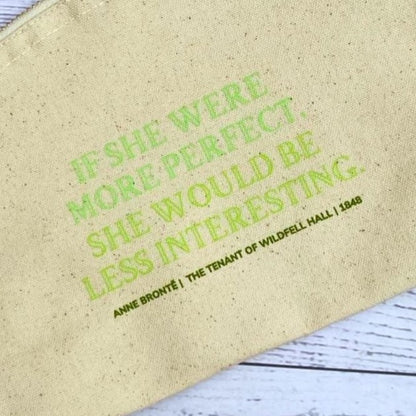 IF SHE WERE
MORE PERFECT,
SHE WOULD BE
LESS INTERESTING.
ANNE BRONTË | THE TENANT OF WILDFELL HALL | 1848